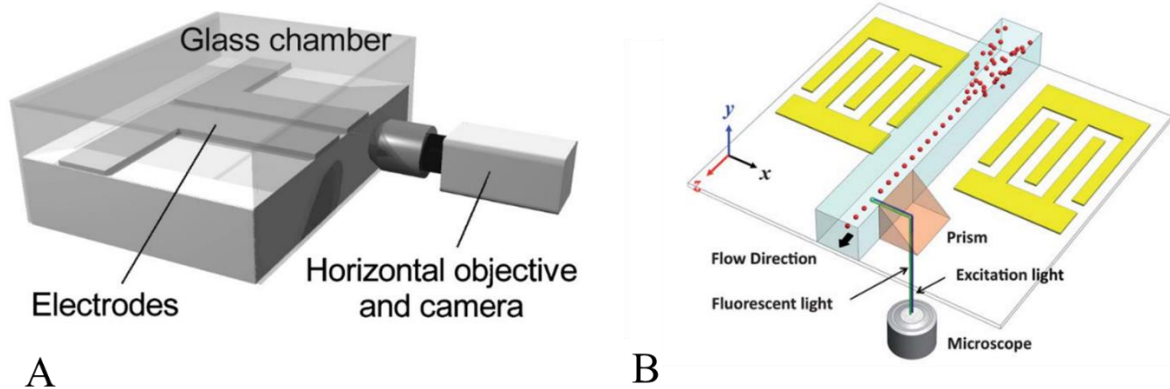 Glass chamber
Electrodes
Horizontal objective
and camera
A
y
x
z
Flow Direction
Fluorescent light
Prism
Excitation light
Microscope
B